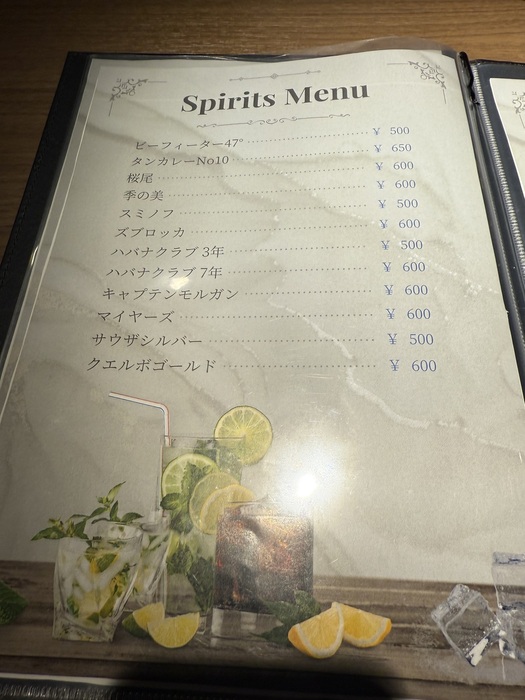 Spirits Menu
ビーフィーター47° ¥ 500
タンカレーNo10 ¥ 650
桜尾 ¥ 600
季の美 ¥ 600
スミノフ ¥ 500
ズブロッカ ¥ 600
ハバナクラブ 3年 ¥ 500
ハバナクラブ 7年 ¥ 600
キャプテンモルガン ¥ 600
マイヤーズ ¥ 600
サウザシルバー ¥ 500
クエルボゴールド ¥ 600